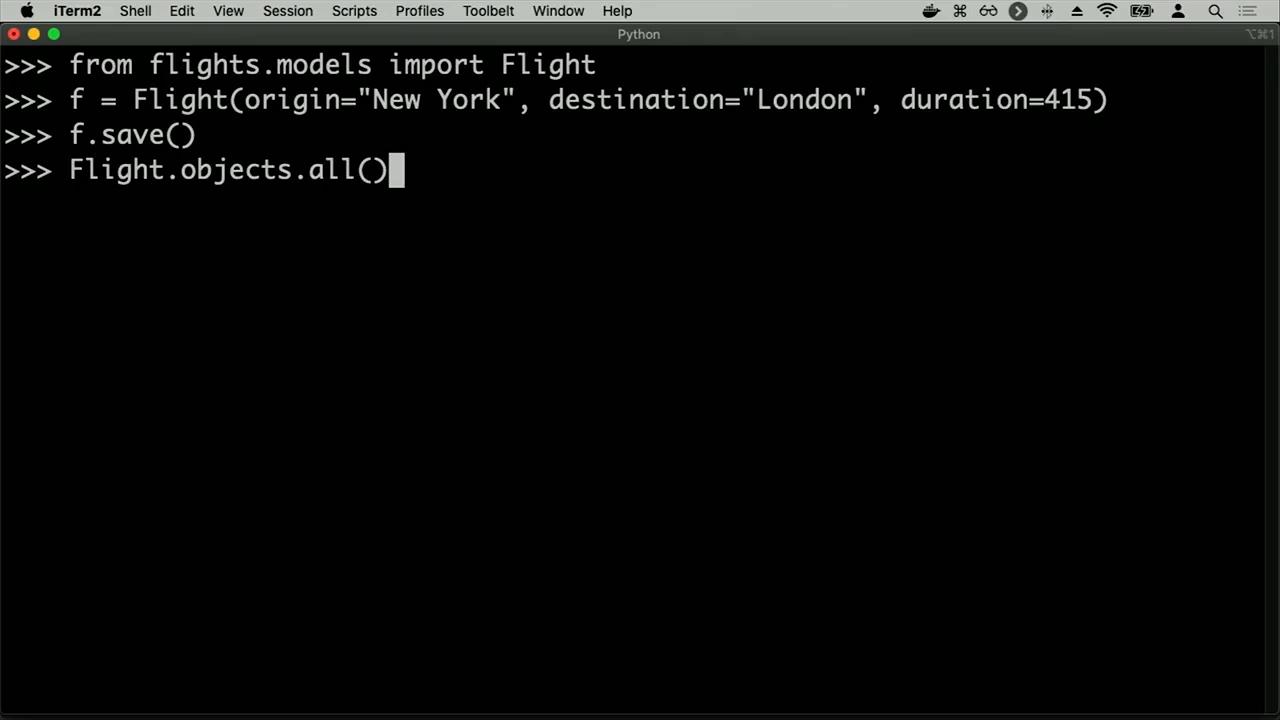 iTerm2 Shell Edit View Session Scripts Profiles Toolbelt Window Help
Python
⌥⌘1
>>> from flights.models import Flight
>>> f = Flight(origin="New York", destination="London", duration=415)
>>> f.save()
>>> Flight.objects.all()